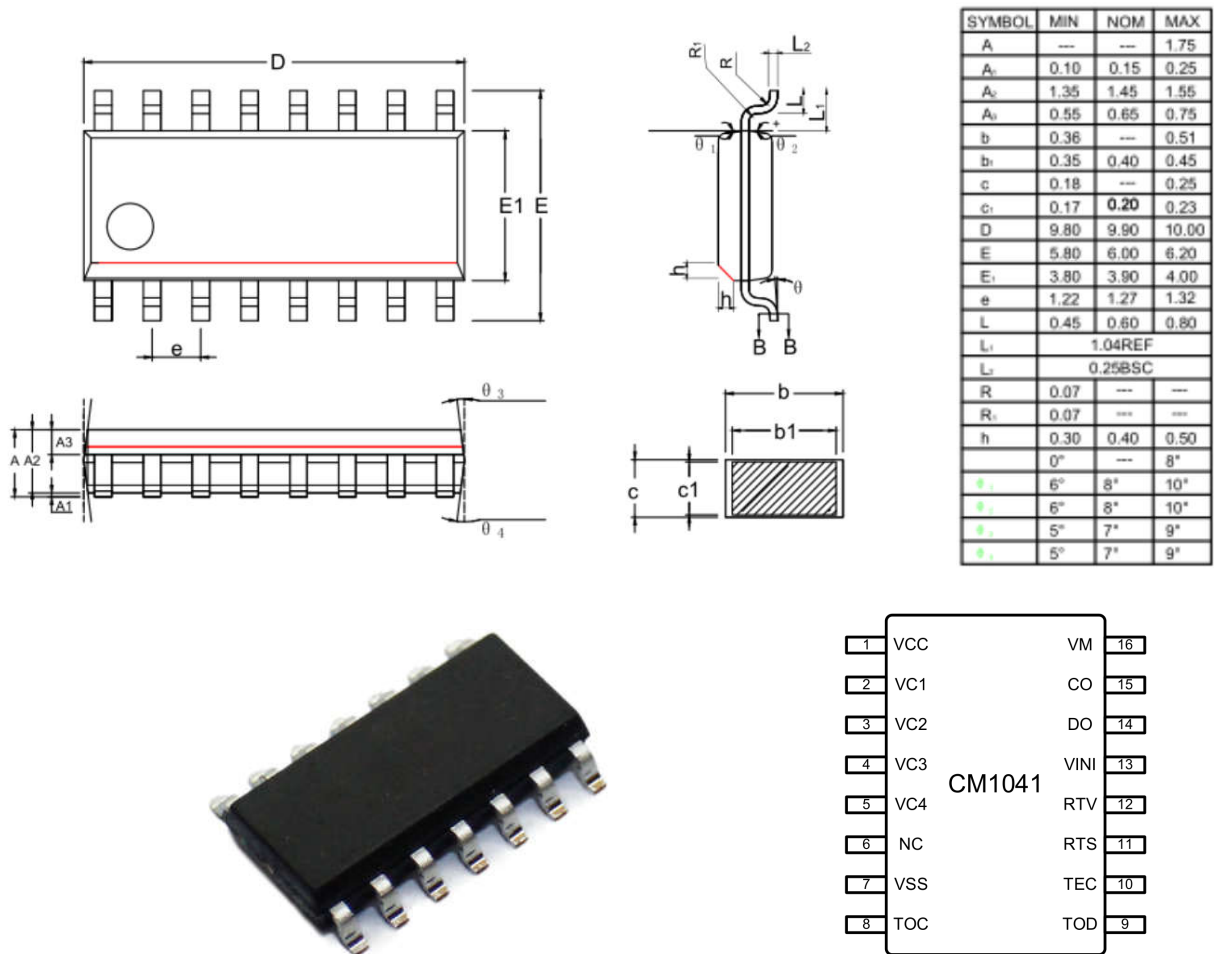 D
E1
E
e
R1
R
L2
L
L1
θ 1
θ 2
+
h
h
θ
B B
θ 3
A A2 A3
A1
θ 4
b
b1
c c1
SYMBOL MIN NOM MAX
A --- --- 1.75
A₁ 0.10 0.15 0.25
A₂ 1.35 1.45 1.55
A₃ 0.55 0.65 0.75
b 0.36 --- 0.51
b₁ 0.35 0.40 0.45
c 0.18 --- 0.25
c₁ 0.17 0.20 0.23
D 9.80 9.90 10.00
E 5.80 6.00 6.20
E₁ 3.80 3.90 4.00
e 1.22 1.27 1.32
L 0.45 0.60 0.80
L₁ 1.04REF
L₂ 0.25BSC
R 0.07 --- ---
R₁ 0.07 --- ---
h 0.30 0.40 0.50
0° --- 8°
6° 8° 10°
6° 8° 10°
5° 7° 9°
5° 7° 9°
1 VCC VM 16
2 VC1 CO 15
3 VC2 DO 14
4 VC3 VINI 13
CM1041
5 VC4 RTV 12
6 NC RTS 11
7 VSS TEC 10
8 TOC TOD 9